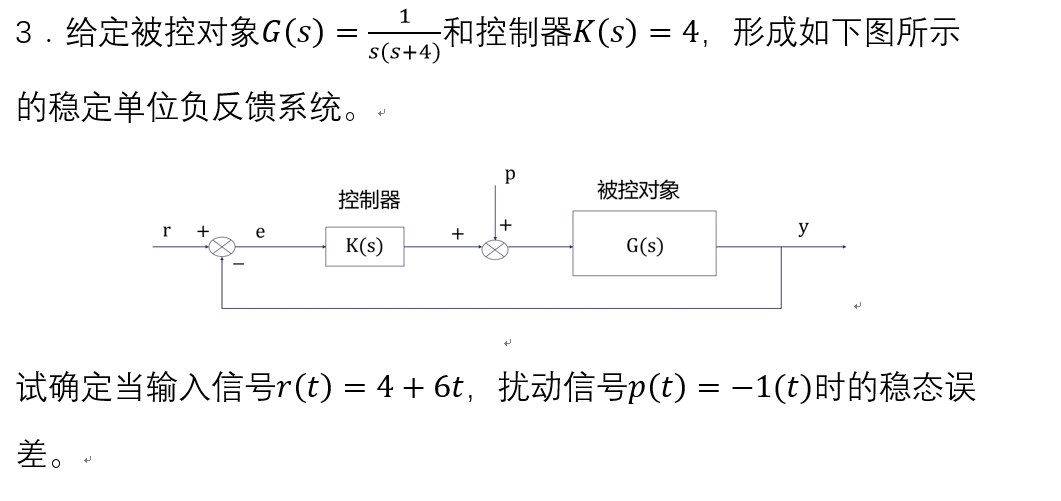 3．给定被控对象G(s) = 1/(s(s+4))和控制器K(s) = 4，形成如下图所示
的稳定单位负反馈系统。
p
控制器
被控对象
r + e K(s) + + G(s) y
−
试确定当输入信号r(t) = 4 + 6t，扰动信号p(t) = −1(t)时的稳态误
差。